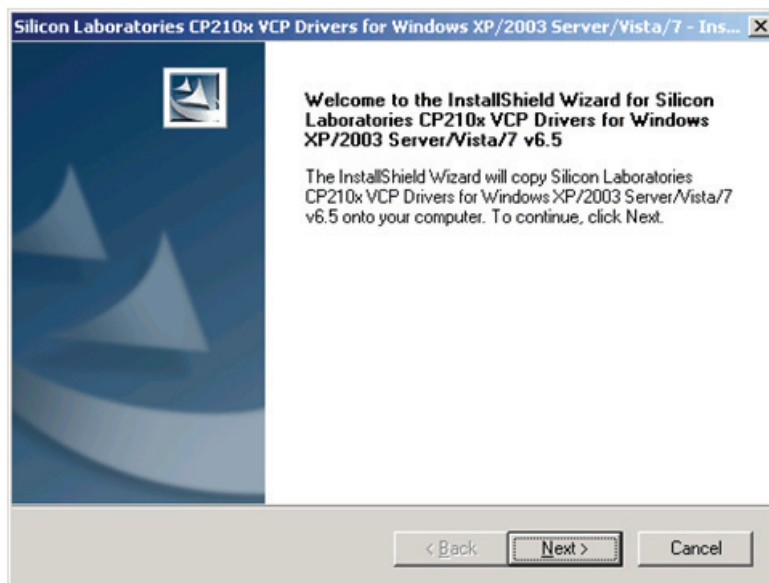 Silicon Laboratories CP210x VCP Drivers for Windows XP/2003 Server/Vista/7 - Ins...
Welcome to the InstallShield Wizard for Silicon
Laboratories CP210x VCP Drivers for Windows
XP/2003 Server/Vista/7 v6.5
The InstallShield Wizard will copy Silicon Laboratories
CP210x VCP Drivers for Windows XP/2003 Server/Vista/7
v6.5 onto your computer. To continue, click Next.
< Back
Next >
Cancel